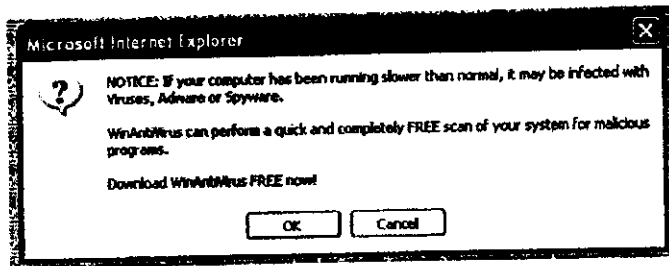 Microsoft Internet Explorer
NOTICE: If your computer has been running slower than normal, it may be infected with
Viruses, Adware or Spyware.
WinAntiVirus can perform a quick and completely FREE scan of your system for malicious
programs.
Download WinAntiVirus FREE now!
OK
Cancel